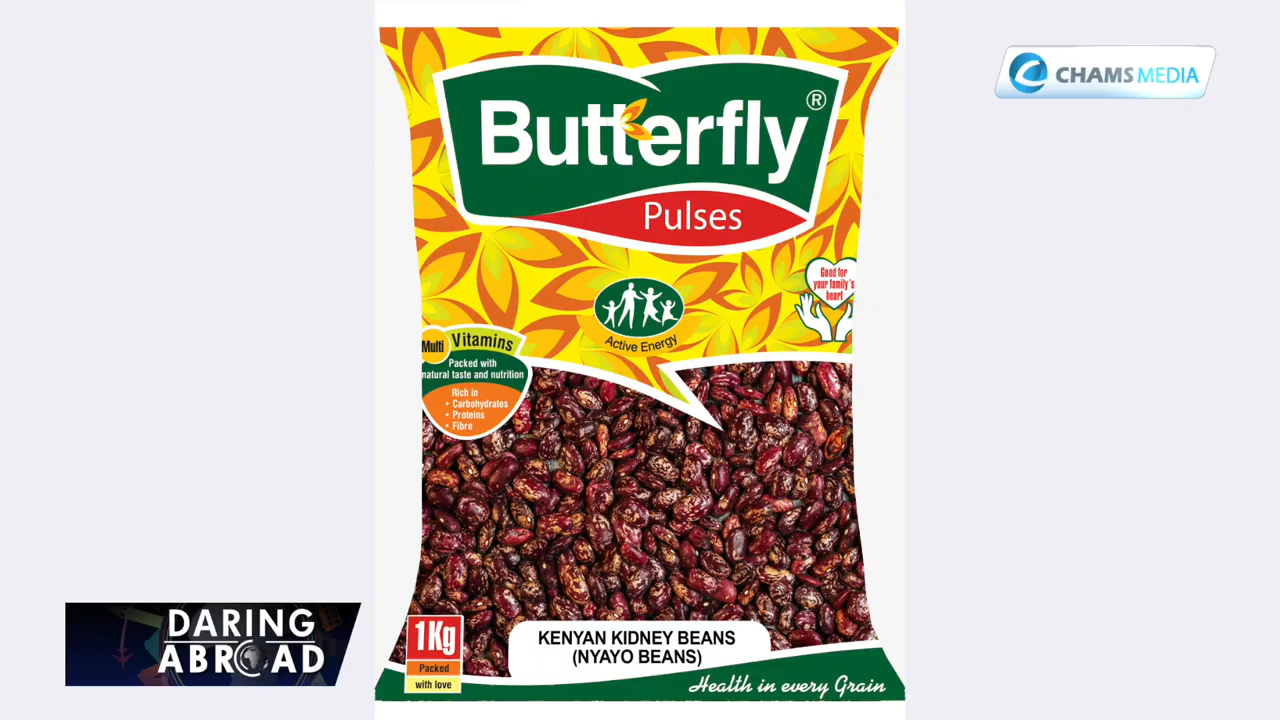 CHAMS MEDIA
Butterfly®
Pulses
Good for
your family's
heart
Active Energy
Multi Vitamins
Packed with
natural taste and nutrition
Rich in
• Carbohydrates
• Proteins
• Fibre
1Kg
Packed
with love
KENYAN KIDNEY BEANS
(NYAYO BEANS)
Health in every Grain
DARING
ABROAD